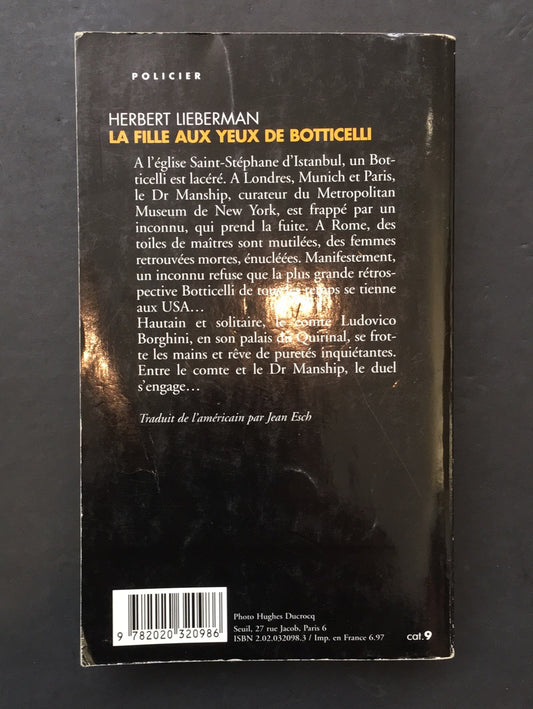 POLICIER
HERBERT LIEBERMAN
LA FILLE AUX YEUX DE BOTTICELLI
A l'église Saint-Stéphane d'Istanbul, un Bot-
ticelli est lacéré. A Londres, Munich et Paris,
le Dr Manship, curateur du Metropolitan
Museum de New York, est frappé par un
inconnu, qui prend la fuite. A Rome, des
toiles de maîtres sont mutilées, des femmes
retrouvées mortes, énucléées. Manifestement,
un inconnu refuse que la plus grande rétros-
pective Botticelli de tous les temps se tienne
aux USA...
Hautain et solitaire, le comte Ludovico
Borghini, en son palais du Quirinal, se frot-
te les mains et rêve de puretés inquiétantes.
Entre le comte et le Dr Manship, le duel
s'engage...
Traduit de l'américain par Jean Esch
9 782020 320986
Photo Hughes Ducrocq
Seuil, 27 rue Jacob, Paris 6
ISBN 2.02.032098.3 / Imp. en France 6.97
cat.9